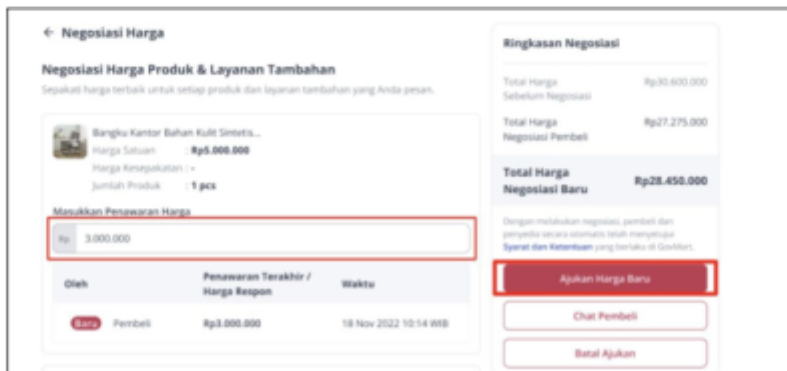 ← Negosiasi Harga
Negosiasi Harga Produk & Layanan Tambahan
Sepakati harga terbaik untuk setiap produk dan layanan tambahan yang Anda pesan.
Bangku Kantor Bahan Kulit Sintetis...
Harga Satuan : Rp5.000.000
Harga Kesepakatan : -
Jumlah Produk : 1 pcs
Masukkan Penawaran Harga
Rp 3.000.000
Oleh Penawaran Terakhir / Harga Respon Waktu
Baru Pembeli Rp3.000.000 18 Nov 2022 10:14 WIB
Ringkasan Negosiasi
Total Harga Rp30.600.000
Sebelum Negosiasi
Total Harga Rp27.275.000
Negosiasi Pembeli
Total Harga
Negosiasi Baru Rp28.450.000
Dengan melakukan negosiasi, pembeli dan
penyedia secara otomatis telah menyetujui
Syarat dan Ketentuan yang berlaku di GovMart.
Ajukan Harga Baru
Chat Pembeli
Batal Ajukan